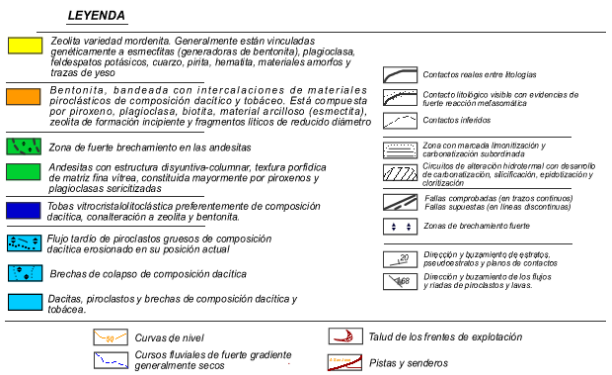 LEYENDA
Zeolita variedad mordenita. Generalmente están vinculadas
genéticamente a esmecfitas (generadoras de bentonita), plagioclasa,
feldespatos potásicos, cuarzo, pirita, hematita, materiales amorfos y
trazas de yeso
Bentonita, bandeada con intercalaciones de materiales
piroclásticos de composición dacítico y tobáceo. Está compuesta
por piroxeno, plagioclasa, biotita, material arcilloso (esmectita),
zeolita de formación incipiente y fragmentos líticos de reducido diámetro
Zona de fuerte brechamiento en las andesitas
Andesitas con estructura disyuntiva-columnar, textura porfídica
de matriz fina vítrea, constituida mayormente por piroxenos y
plagioclasas sericitizadas
Tobas vitrocristalolitoclástica preferentemente de composición
dacítica, conalteración a zeolita y bentonita.
Flujo tardío de piroclastos gruesos de composición
dacítica erosionado en su posición actual
Brechas de colapso de composición dacítica
Dacitas, piroclastos y brechas de composición dacítica y
tobácea.
Contactos reales entre litologías
Contacto litológico visible con evidencias de
fuerte reacción metasomática
Contactos inferidos
Zona con marcada limonitización y
carbonatización subordinada
Circuitos de alteración hidrotermal con desarrollo
de carbonatización, silicificación, epidotización y
cloritización
Fallas comprobadas (en trazos continuos)
Fallas supuestas (en líneas discontinuas)
Zonas de brechamiento fuerte
20
Dirección y buzamiento de estratos,
pseudoestratos y planos de contactos
68
Dirección y buzamiento de los flujos
y riadas de piroclastos y lavas.
Curvas de nivel
Cursos fluviales de fuerte gradiente
generalmente secos
Talud de los frentes de explotación
Pistas y senderos